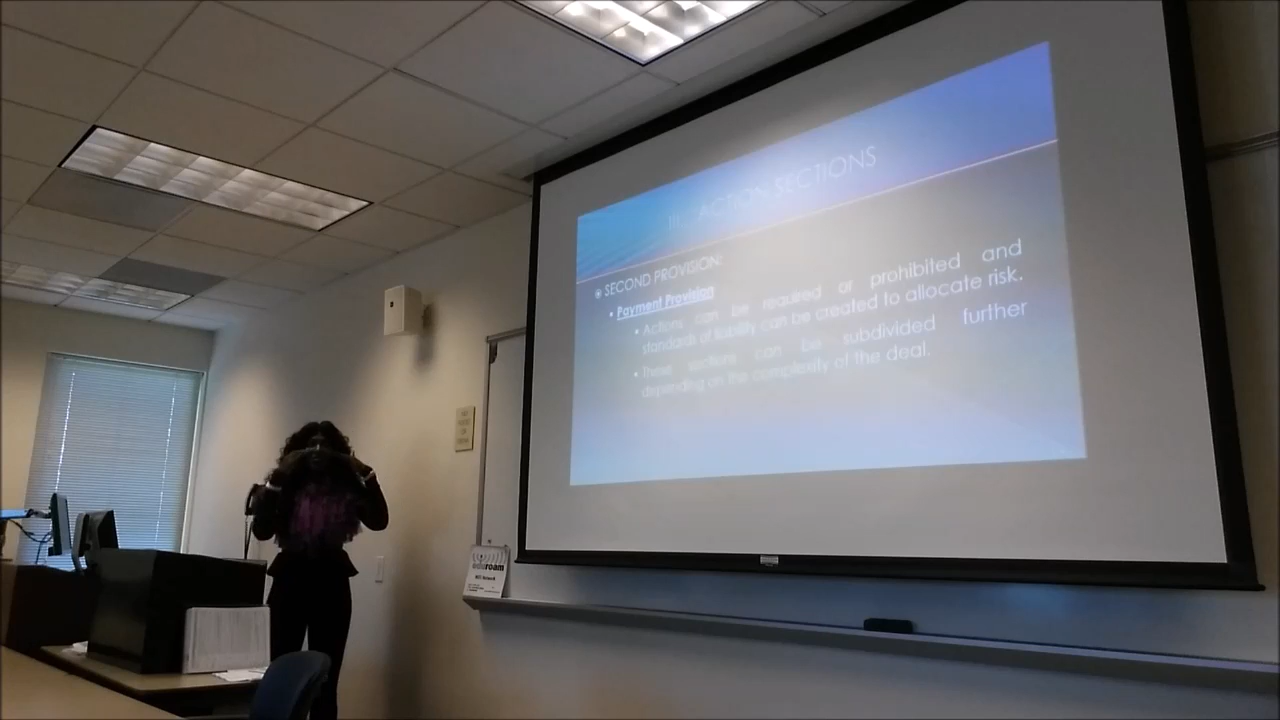 III. ACTION SECTIONS
SECOND PROVISION:
Payment Provision
Actions can be required or prohibited and
standards of liability can be created to allocate risk.
These sections can be subdivided further
depending on the complexity of the deal.
eduroam